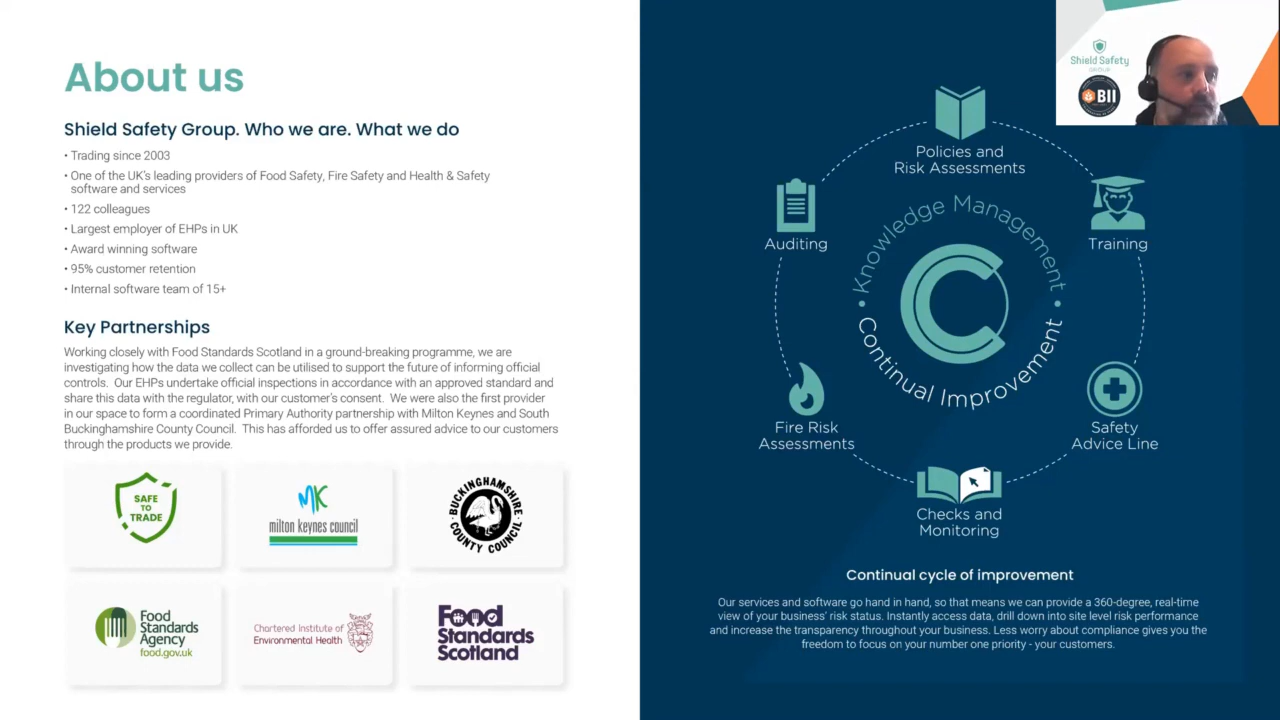 About us
Shield Safety Group. Who we are. What we do
• Trading since 2003
• One of the UK's leading providers of Food Safety, Fire Safety and Health & Safety
software and services
• 122 colleagues
• Largest employer of EHPs in UK
• Award winning software
• 95% customer retention
• Internal software team of 15+
Key Partnerships
Working closely with Food Standards Scotland in a ground-breaking programme, we are
investigating how the data we collect can be utilised to support the future of informing official
controls. Our EHPs undertake official inspections in accordance with an approved standard and
share this data with the regulator, with our customer's consent. We were also the first provider
in our space to form a coordinated Primary Authority partnership with Milton Keynes and South
Buckinghamshire County Council. This has afforded us to offer assured advice to our customers
through the products we provide.
SAFE
TO
TRADE
MK
milton keynes council
BUCKINGHAMSHIRE
COUNTY COUNCIL
Food
Standards
Agency
food.gov.uk
Chartered Institute of
Environmental Health
Food
Standards
Scotland
Shield Safety
GROUP
BII
Policies and
Risk Assessments
Auditing
Training
Knowledge Management
C
Continual Improvement
Fire Risk
Assessments
Safety
Advice Line
Checks and
Monitoring
Continual cycle of improvement
Our services and software go hand in hand, so that means we can provide a 360-degree, real-time
view of your business' risk status. Instantly access data, drill down into site level risk performance
and increase the transparency throughout your business. Less worry about compliance gives you the
freedom to focus on your number one priority - your customers.